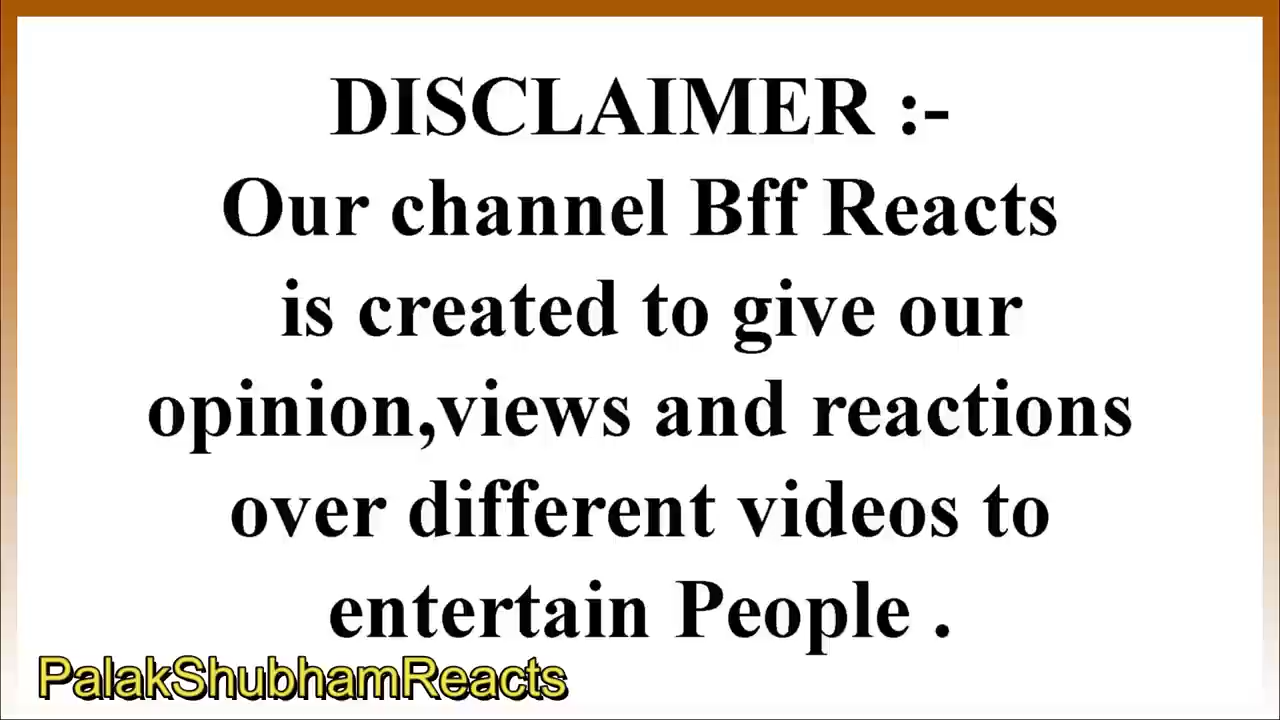 DISCLAIMER :-
Our channel Bff Reacts
is created to give our
opinion,views and reactions
over different videos to
entertain People .
PalakShubhamReacts